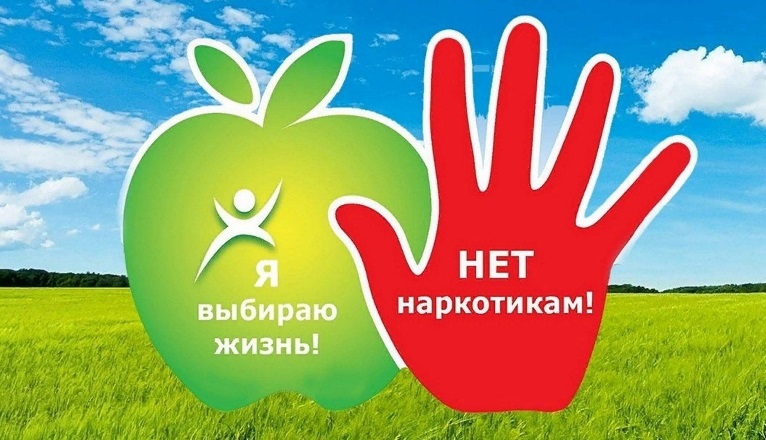 Я
выбираю
жизнь!
НЕТ
наркотикам!